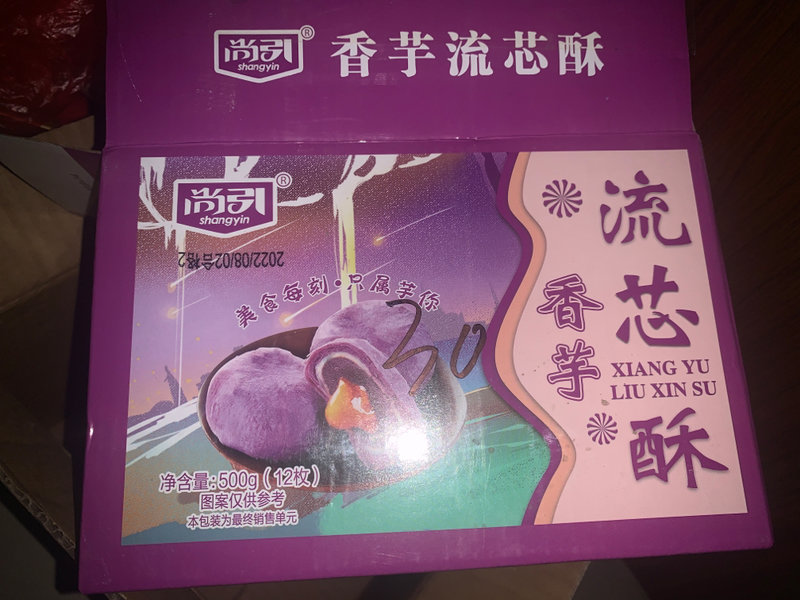 尚引®
shangyin
香芋流芯酥
尚引®
shangyin
2022/08/02合格2
美食每刻·只属芋你
30
流芯酥
香芋
XIANG YU
LIU XIN SU
净含量:500g(12枚)
图案仅供参考
本包装为最终销售单元